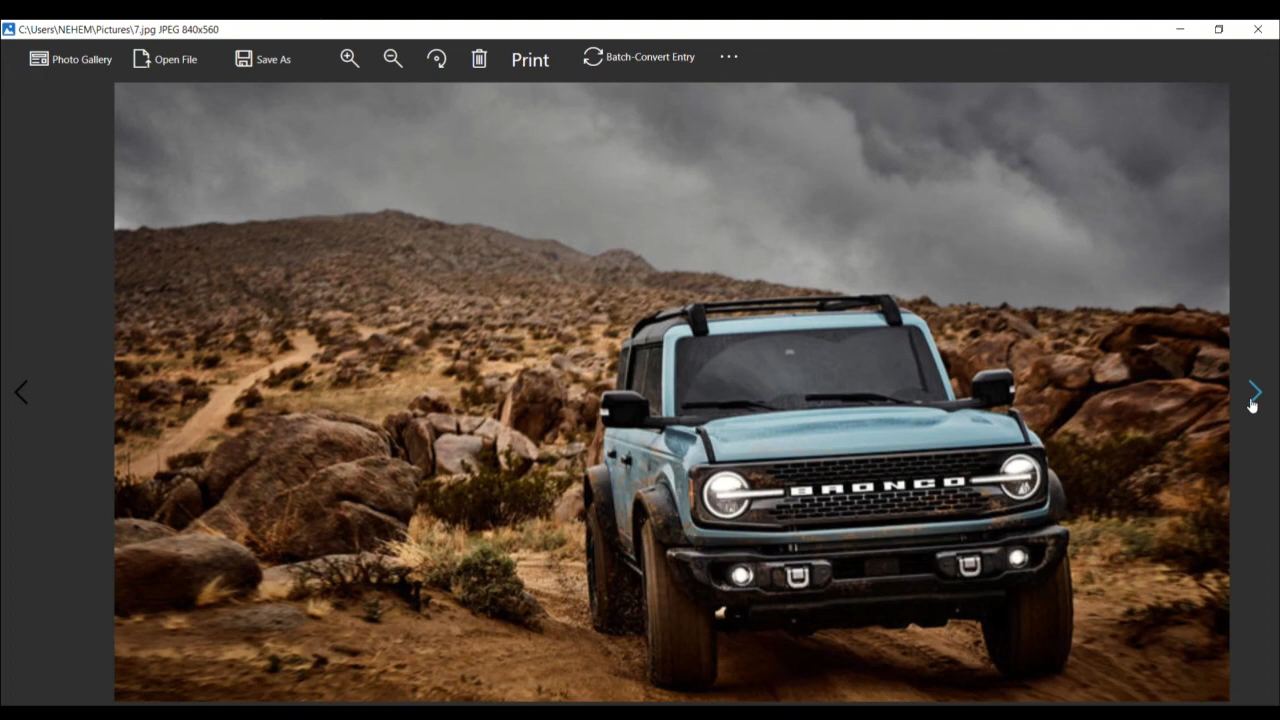 C:\Users\NEHEM\Pictures\7.jpg JPEG 840x560
Photo Gallery Open File Save As Print Batch-Convert Entry
BRONCO